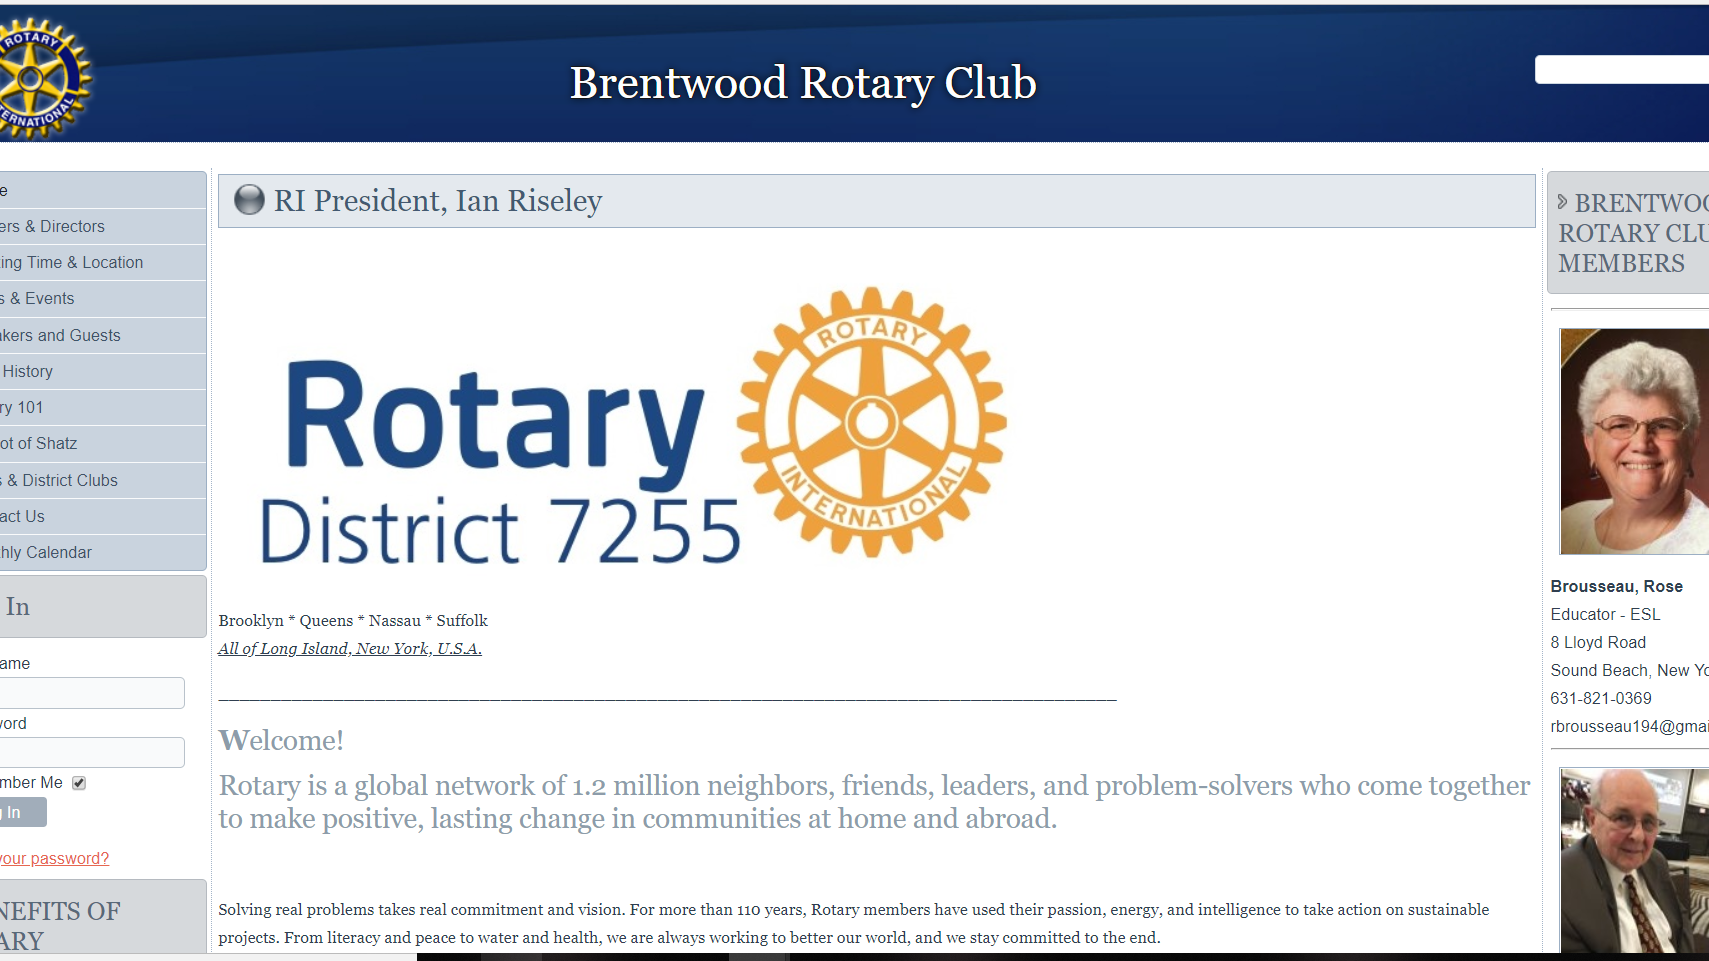 ROTARY
INTERNATIONAL
Brentwood Rotary Club
ers & Directors
ing Time & Location
s & Events
akers and Guests
History
ry 101
ot of Shatz
s & District Clubs
act Us
hly Calendar
In
ame
word
mber Me
g In
your password?
NEFITS OF
ARY
RI President, Ian Riseley
Rotary
District 7255
ROTARY
INTERNATIONAL
Brooklyn * Queens * Nassau * Suffolk
All of Long Island, New York, U.S.A.
Welcome!
Rotary is a global network of 1.2 million neighbors, friends, leaders, and problem-solvers who come together
to make positive, lasting change in communities at home and abroad.
Solving real problems takes real commitment and vision. For more than 110 years, Rotary members have used their passion, energy, and intelligence to take action on sustainable
projects. From literacy and peace to water and health, we are always working to better our world, and we stay committed to the end.
BRENTWOO
ROTARY CLU
MEMBERS
Brousseau, Rose
Educator - ESL
8 Lloyd Road
Sound Beach, New Yo
631-821-0369
rbrousseau194@gmai